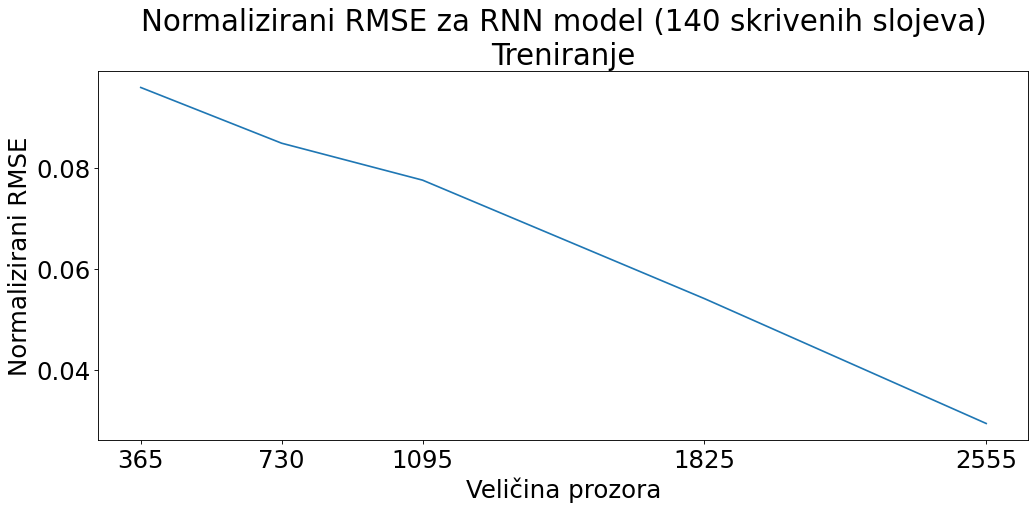 Normalizirani RMSE za RNN model (140 skrivenih slojeva)
Treniranje
Normalizirani RMSE
0.08
0.06
0.04
365 730 1095 1825 2555
Veličina prozora